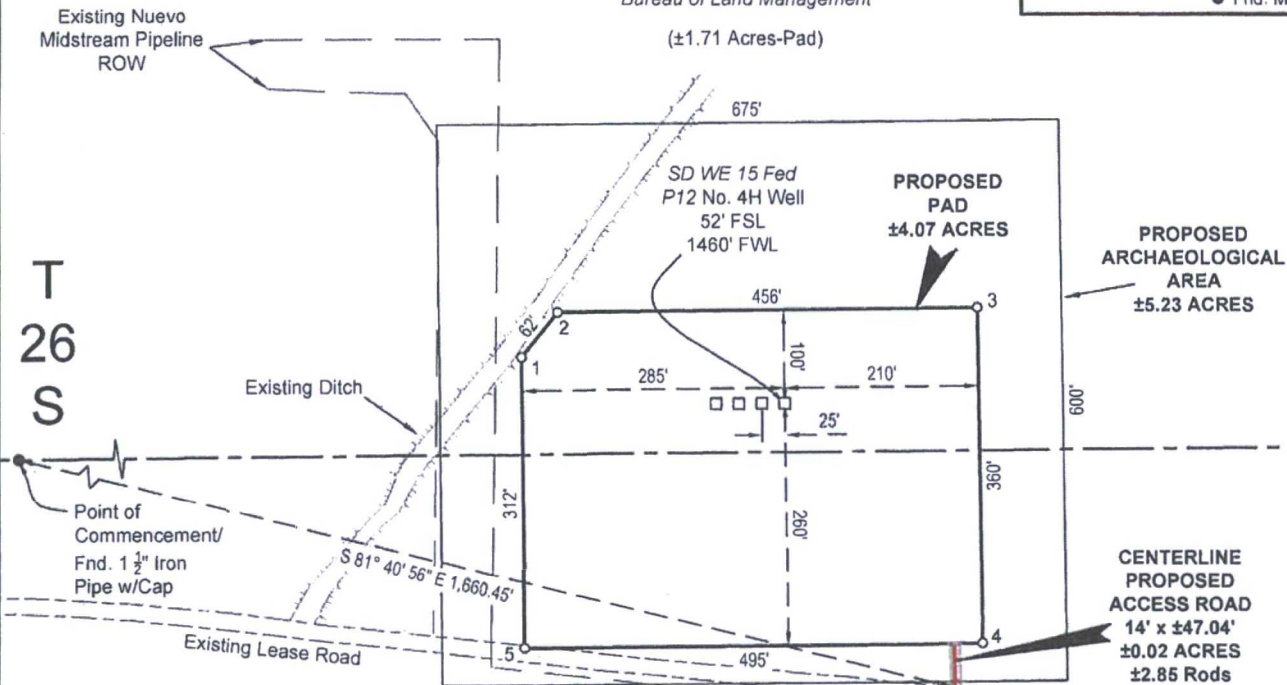 Bureau of Land Management
Fnd. M
Existing Nuevo
Midstream Pipeline
ROW
(±1.71 Acres-Pad)
675'
SD WE 15 Fed
P12 No. 4H Well
52' FSL
1460' FWL
PROPOSED
PAD
±4.07 ACRES
PROPOSED
ARCHAEOLOGICAL
AREA
±5.23 ACRES
T
26
S
456'
3
62'
2
1
100'
285'
210'
Existing Ditch
25'
600'
360'
312'
260'
Point of
Commencement/
Fnd. 1 ½" Iron
Pipe w/Cap
S 81° 40' 56" E 1,660.45'
CENTERLINE
PROPOSED
ACCESS ROAD
14' x ±47.04'
±0.02 ACRES
±2.85 Rods
Existing Lease Road
5
495'
4